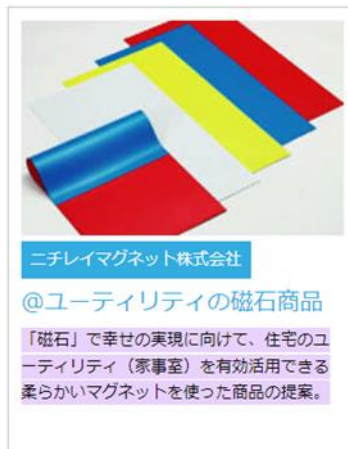 ニチレイマグネット株式会社
@ユーティリティの磁石商品
「磁石」で幸せの実現に向けて、住宅のユ
ーティリティ（家事室）を有効活用できる
柔らかいマグネットを使った商品の提案。